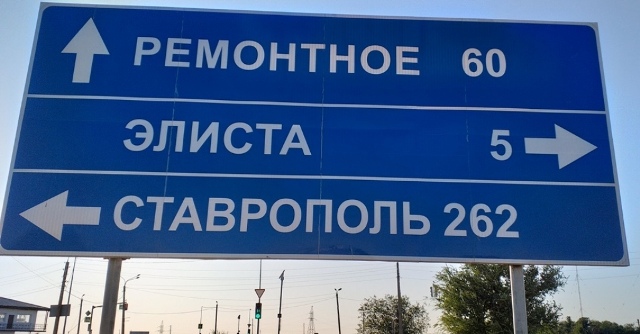 РЕМОНТНОЕ 60
ЭЛИСТА 5
СТАВРОПОЛЬ 262